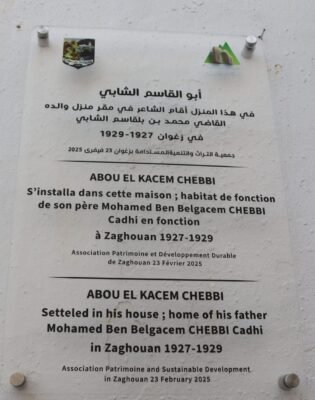 أبو القاسم الشابي
في هذا المنزل أقام الشاعر في مقر منزل والده
القاضي محمد بن بلقاسم الشابي
في زغوان 1927-1929
جمعية التراث والتنمية المستدامة بزغوان 23 فيفري 2025
ABOU EL KACEM CHEBBI
S'installa dans cette maison ; habitat de fonction
de son père Mohamed Ben Belgacem CHEBBI
Cadhi en fonction
à Zaghouan 1927-1929
Association Patrimoine et Développement Durable
de Zaghouan 23 Février 2025
ABOU EL KACEM CHEBBI
Setteled in his house ; home of his father
Mohamed Ben Belgacem CHEBBI Cadhi
in Zaghouan 1927-1929
Association Patrimoine and Sustainable Development
in Zaghouan 23 February 2025